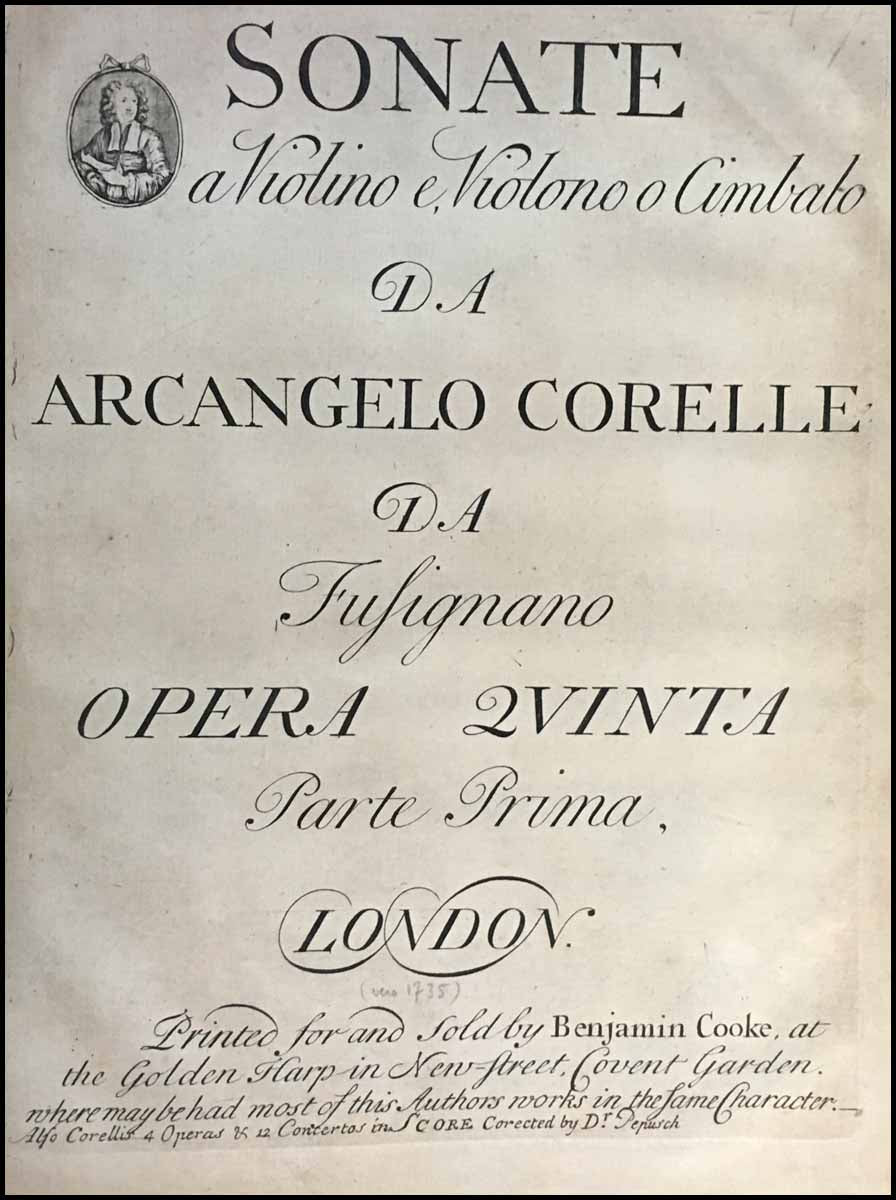 SONATE
a Violino e, Violono o Cimbalo
DA
ARCANGELO CORELLE
DA
Fuſignano
OPERA QVINTA
Parte Prima,
LONDON.
1735)
Printed for and Sold by Benjamin Cooke, at
the Golden Harp in New-ſtreet, Covent Garden.
where may be had most of this Authors works in the ſame Character.
Alſo Corellis 4 Operas & 12 Concertos in SCORE Corected by Dr. Pepusch